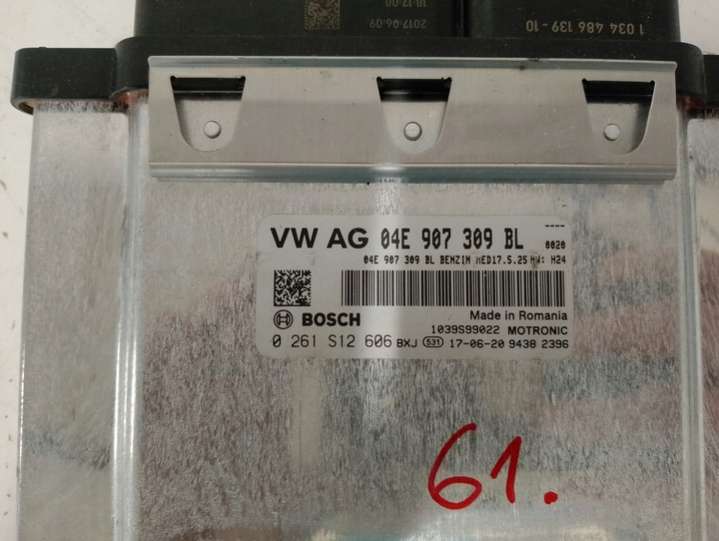 2017-06-09
1 034 486 139-10
VW AG 04E 907 309 BL
0020
04E 907 309 BL BENZIN MED17.5.25 HW: H24
Made in Romania
BOSCH
1039S99022 MOTRONIC
0 261 S12 606 BXJ 531 17-06-20 9438 2396
61.